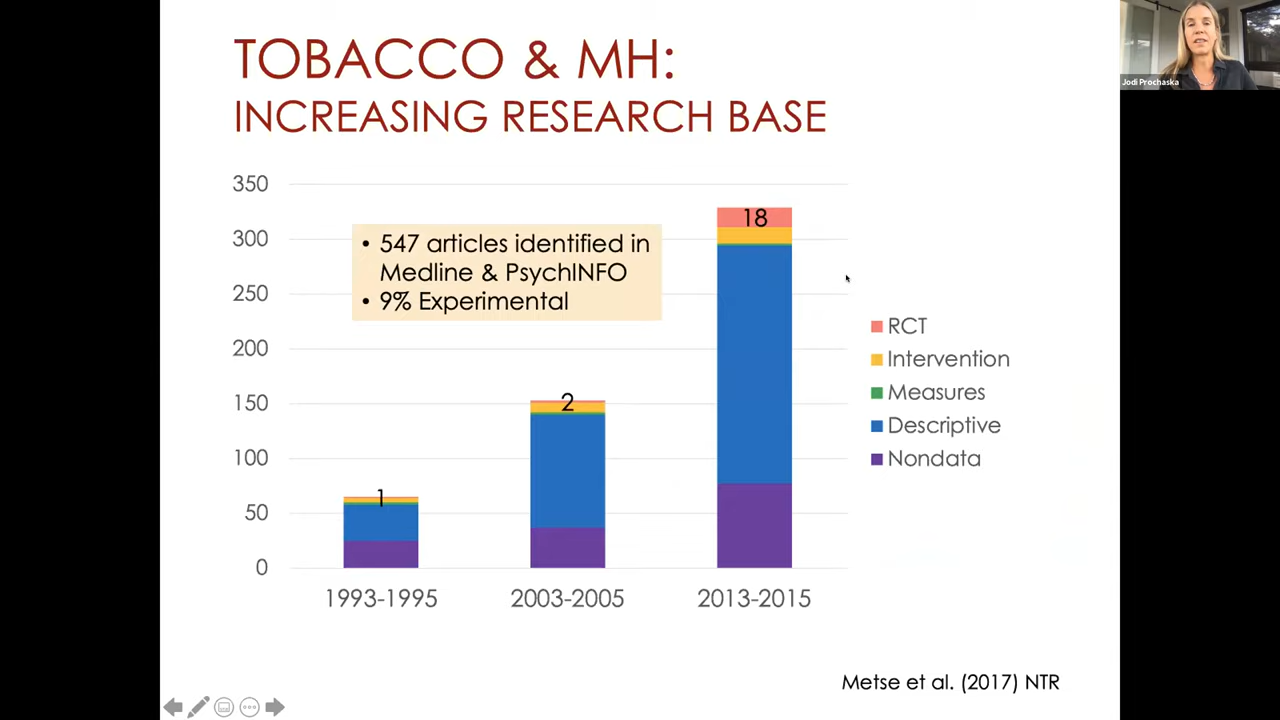 TOBACCO & MH:
INCREASING RESEARCH BASE
Jodi Prochaska
350
300
250
200
150
100
50
0
• 547 articles identified in
Medline & PsychINFO
• 9% Experimental
1
2
18
RCT
Intervention
Measures
Descriptive
Nondata
1993-1995
2003-2005
2013-2015
Metse et al. (2017) NTR